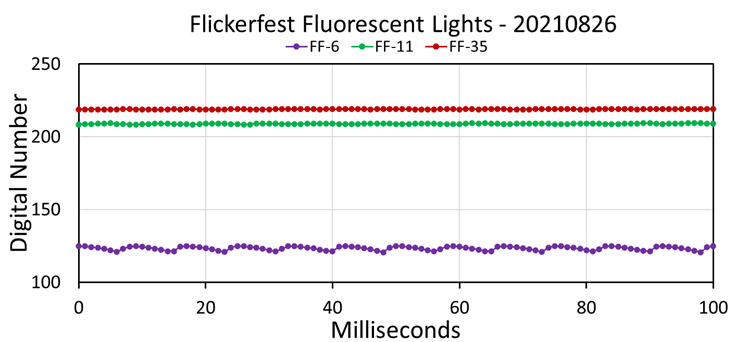 Flickerfest Fluorescent Lights - 20210826
FF-6 FF-11 FF-35
Digital Number
250
200
150
100
0 20 40 60 80 100
Milliseconds